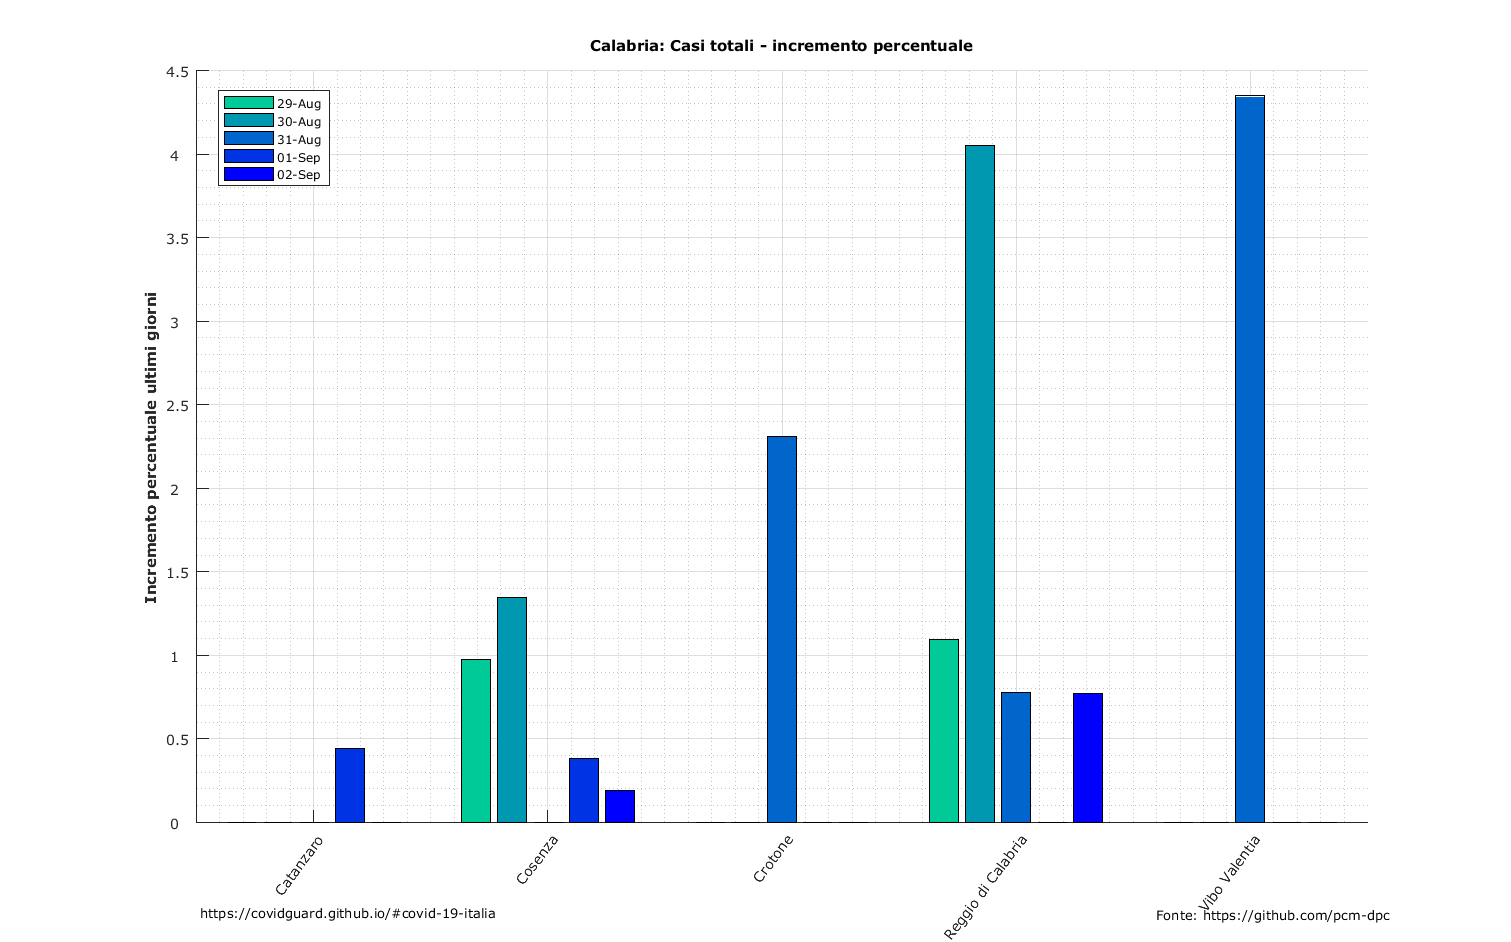 Calabria: Casi totali - incremento percentuale
4.5
4
3.5
3
2.5
2
1.5
1
0.5
0
Incremento percentuale ultimi giorni
29-Aug
30-Aug
31-Aug
01-Sep
02-Sep
Catanzaro
Cosenza
Crotone
Reggio di Calabria
Vibo Valentia
https://covidguard.github.io/#covid-19-italia
Fonte: https://github.com/pcm-dpc